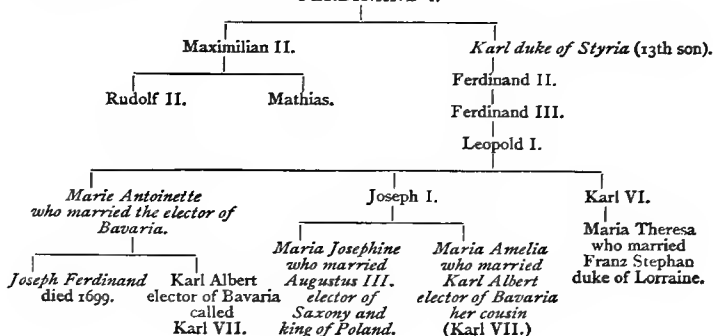 Maximilian II.
Karl duke of Styria (13th son).
Rudolf II.
Mathias.
Ferdinand II.
Ferdinand III.
Leopold I.
Marie Antoinette
who married the elector of
Bavaria.
Joseph I.
Karl VI.
Joseph Ferdinand
died 1699.
Karl Albert
elector of Bavaria
called
Karl VII.
Maria Josephine
who married
Augustus III.
elector of
Saxony and
king of Poland.
Maria Amelia
who married
Karl Albert
elector of Bavaria
her cousin
(Karl VII.)
Maria Theresa
who married
Franz Stephan
duke of Lorraine.